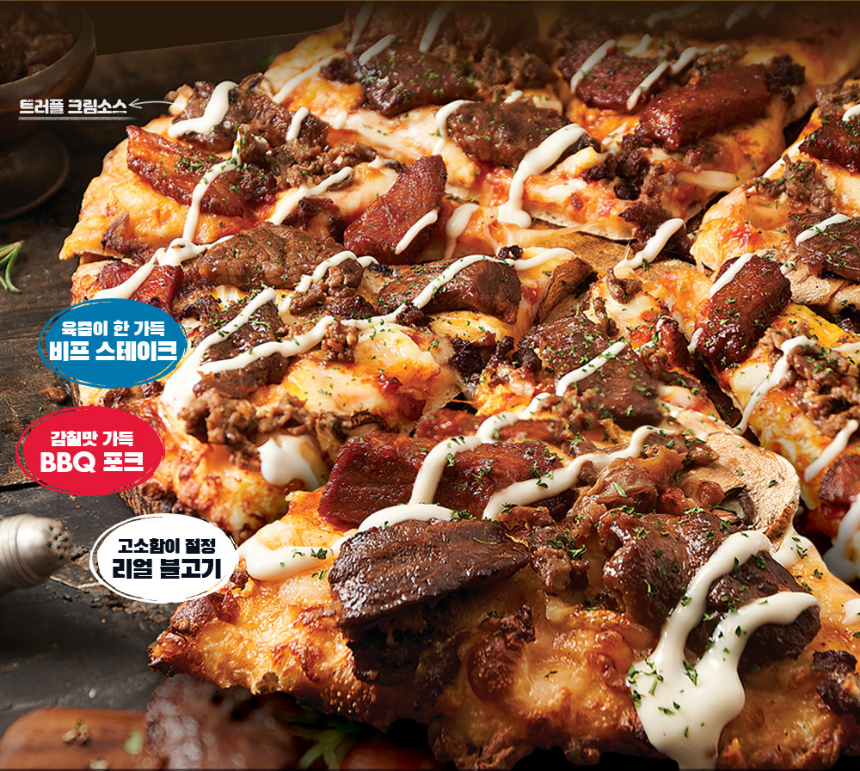 트러플 크림소스
육즙이 한 가득
비프 스테이크
감칠맛 가득
BBQ 포크
고소함이 절정
리얼 불고기